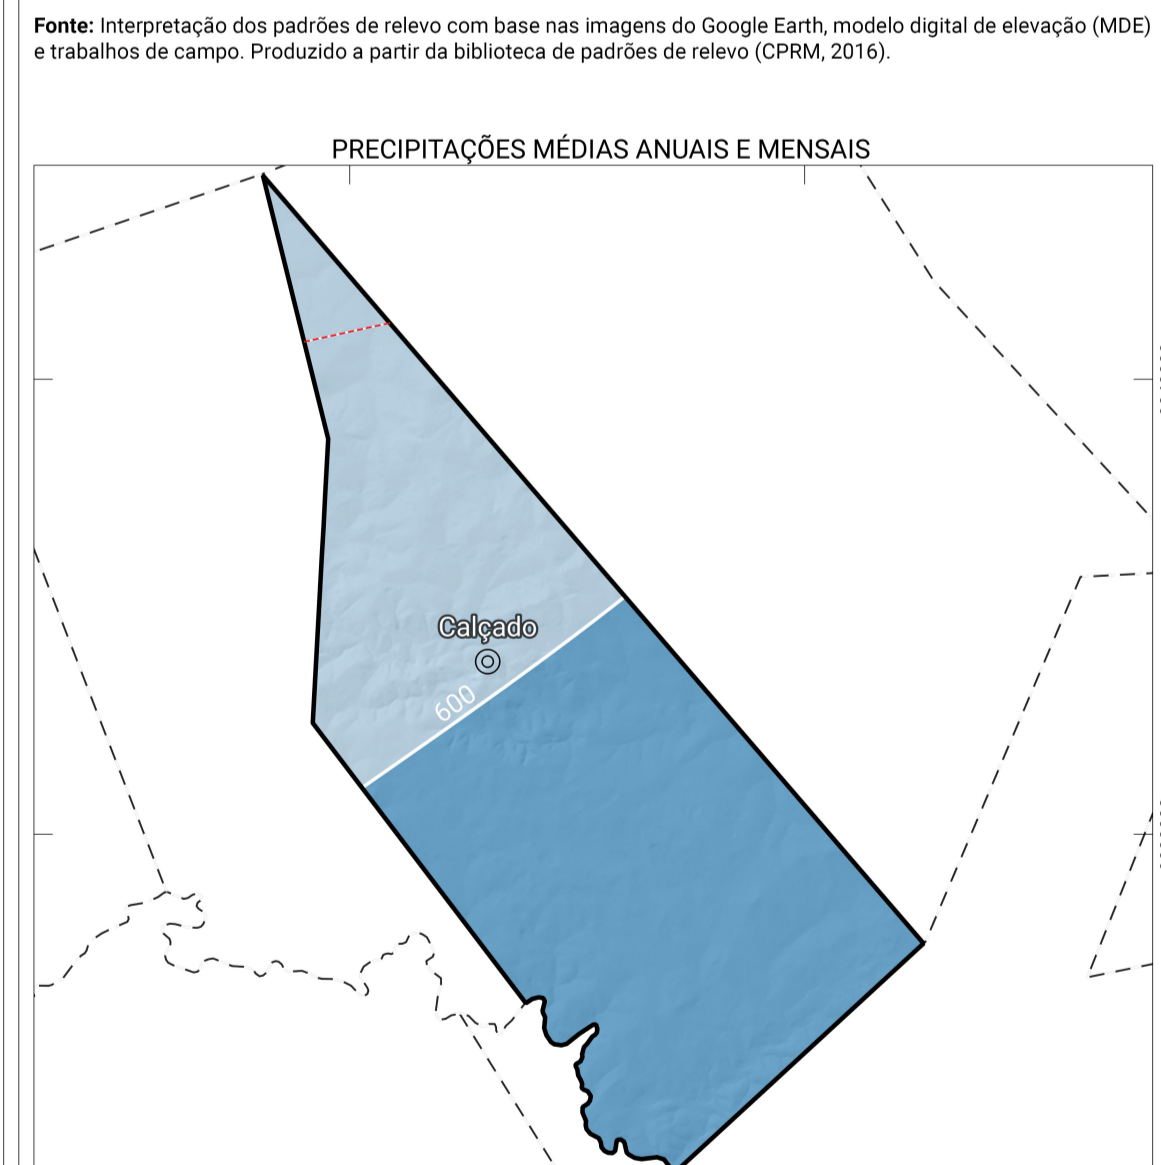 Fonte: Interpretação dos padrões de relevo com base nas imagens do Google Earth, modelo digital de elevação (MDE)
e trabalhos de campo. Produzido a partir da biblioteca de padrões de relevo (CPRM, 2016).
PRECIPITAÇÕES MÉDIAS ANUAIS E MENSAIS
Calçado
600